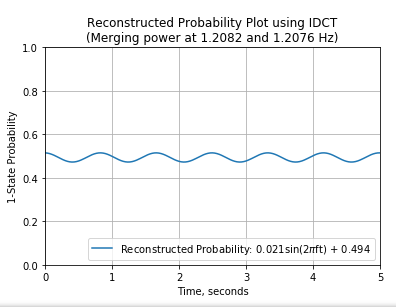 Reconstructed Probability Plot using IDCT
(Merging power at 1.2082 and 1.2076 Hz)
1.0
0.8
0.6
0.4
0.2
0.0
1-State Probability
Reconstructed Probability: 0.021sin(2πft) + 0.494
0 1 2 3 4 5
Time, seconds